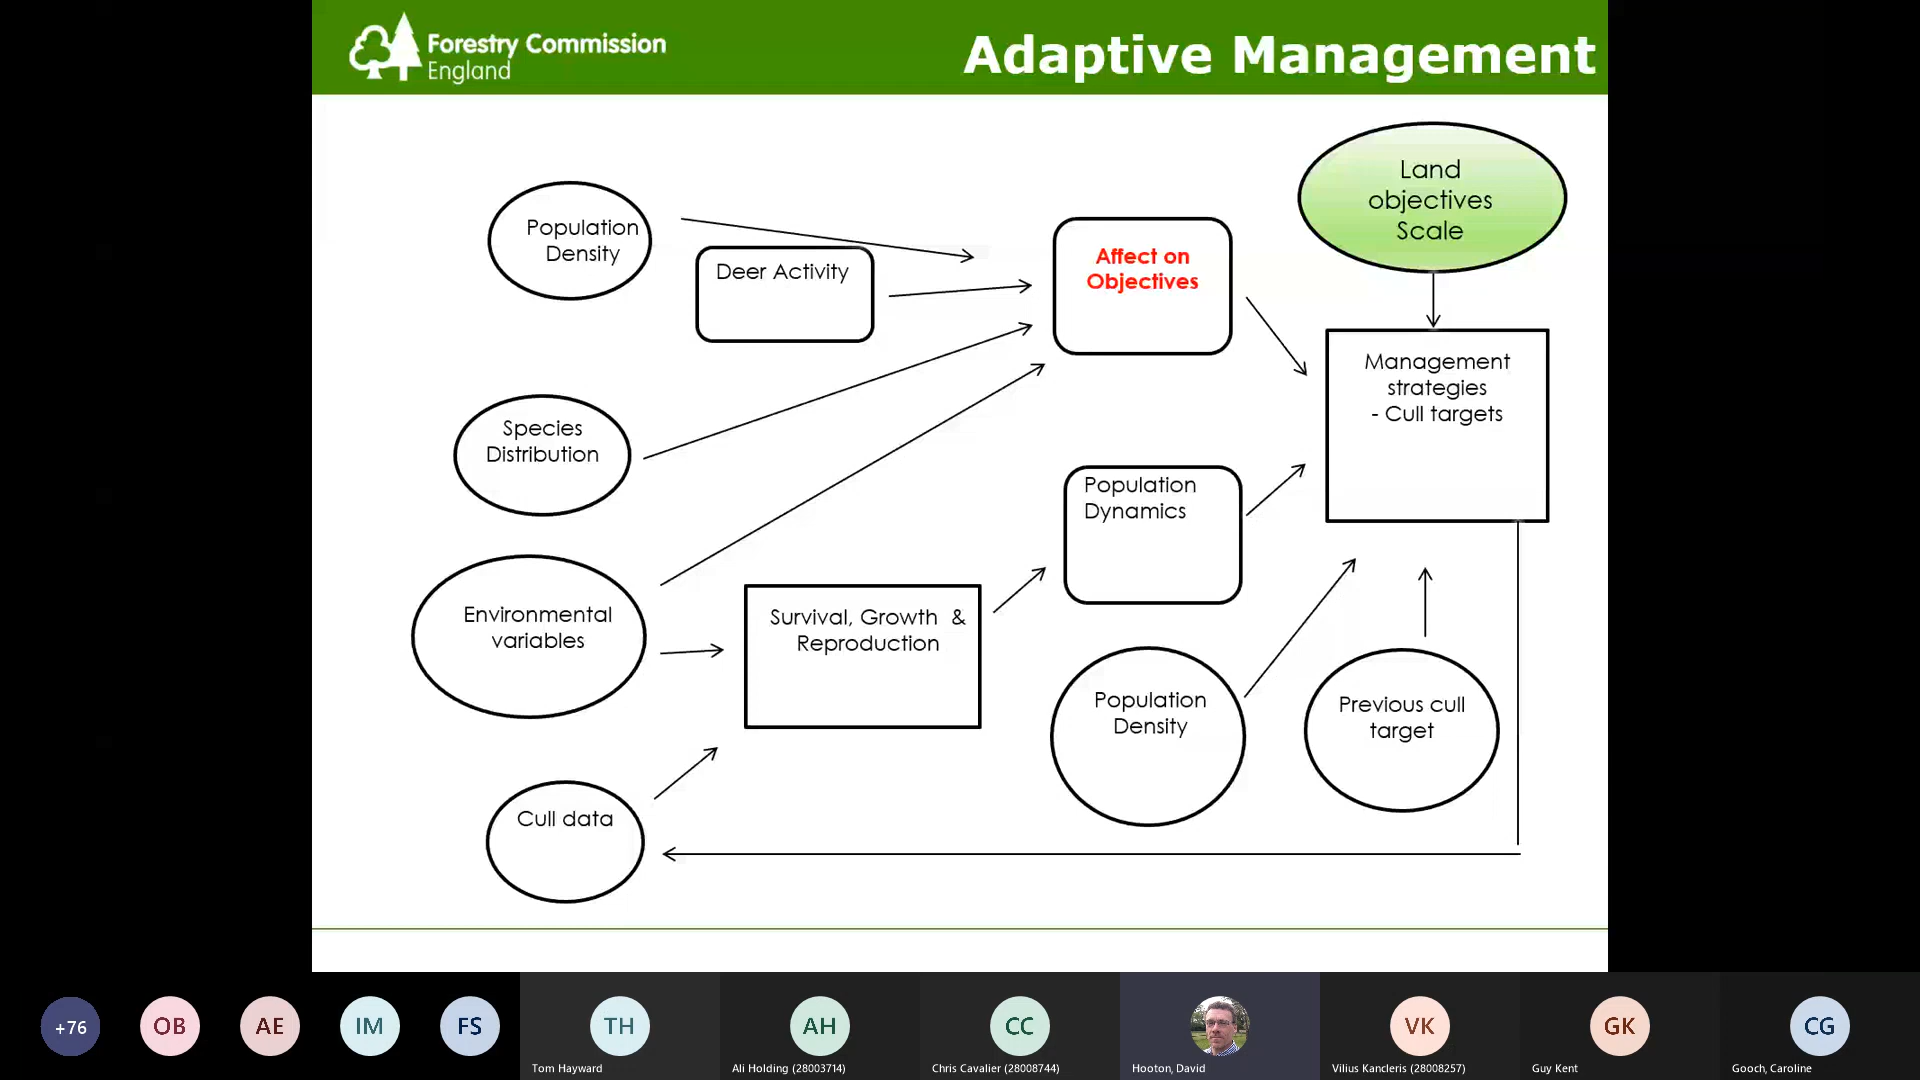 Forestry Commission
England
Adaptive Management
Land
objectives
Scale
Population
Density
Deer Activity
Affect on
Objectives
Management
strategies
- Cull targets
Species
Distribution
Population
Dynamics
Environmental
variables
Survival, Growth &
Reproduction
Population
Density
Previous cull
target
Cull data
+76
OB
AE
IM
FS
TH
AH
CC
VK
GK
CG
Tom Hayward
Ali Holding (28003714)
Chris Cavalier (28008744)
Hooton, David
Vilius Kancleris (28008257)
Guy Kent
Gooch, Caroline